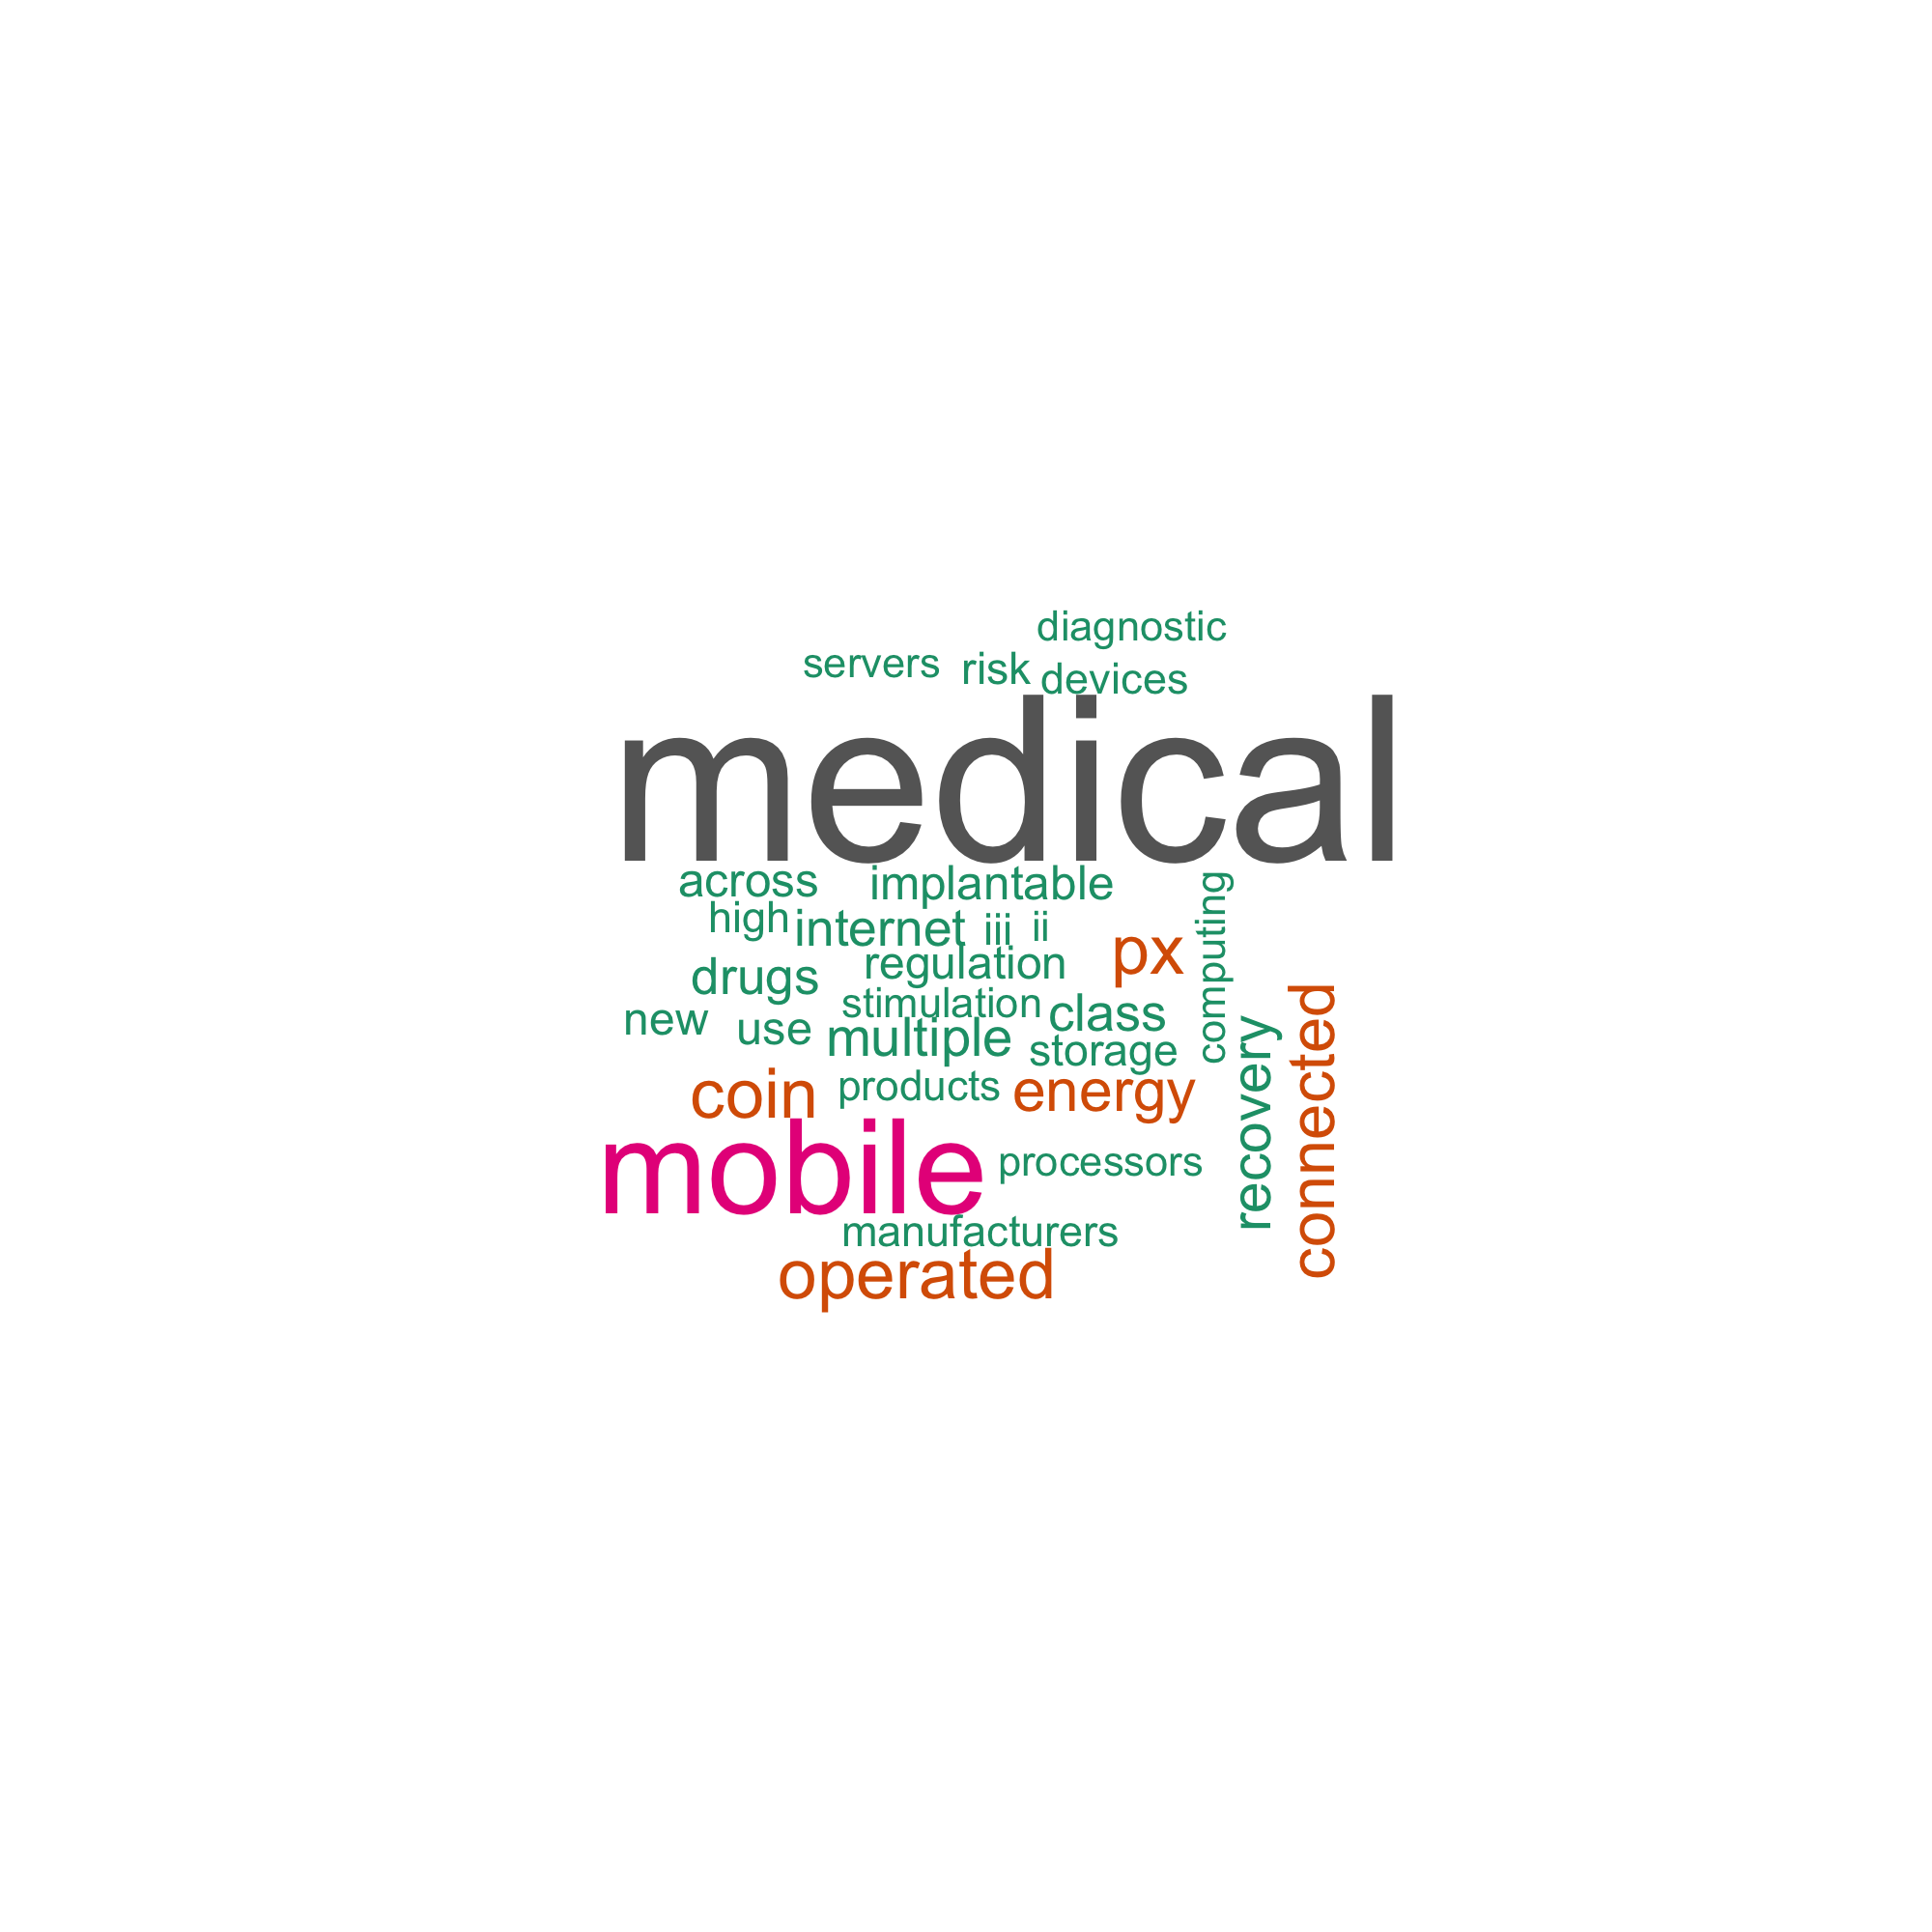 diagnostic
servers risk devices
medical
across implantable
high internet iii ii
px
computing
drugs regulation
stimulation class
new use multiple storage
connected
recovery
coin products energy
mobile processors
manufacturers
operated